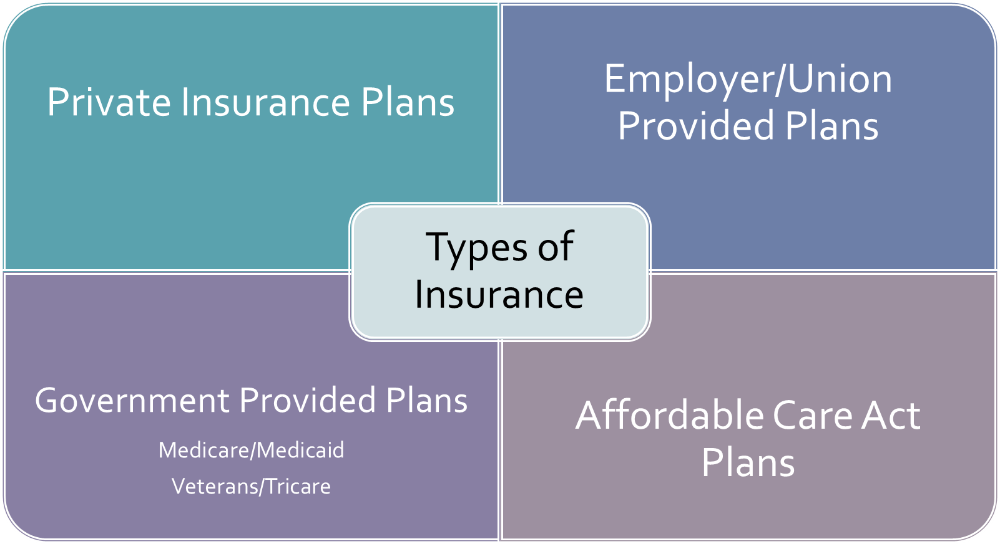 Private Insurance Plans
Employer/Union
Provided Plans
Types of
Insurance
Government Provided Plans
Medicare/Medicaid
Veterans/Tricare
Affordable Care Act
Plans